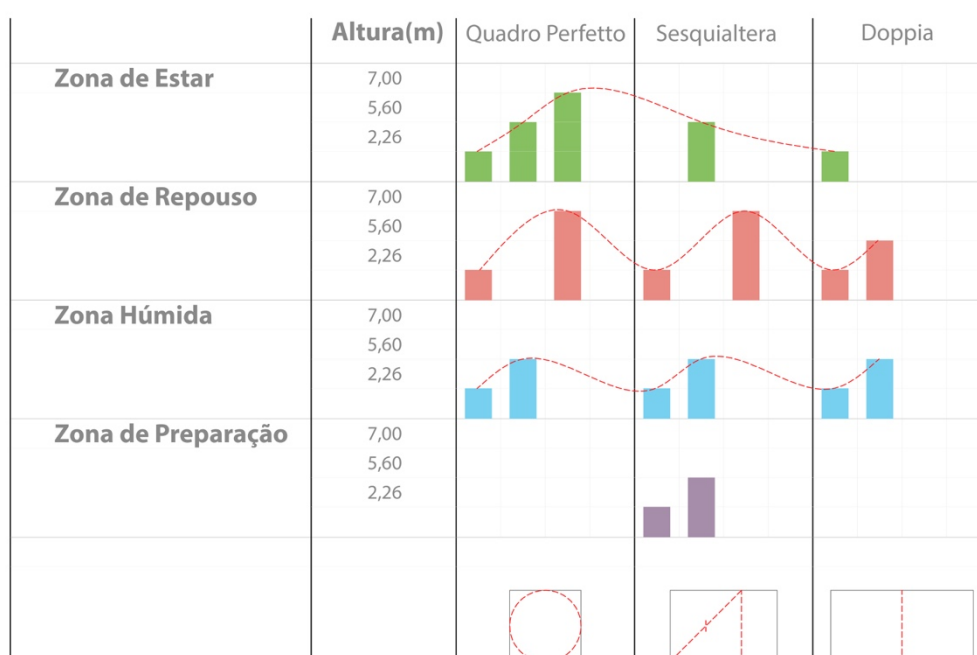 Altura(m) Quadro Perfetto Sesquialtera Doppia
Zona de Estar 7,00
5,60
2,26
Zona de Repouso 7,00
5,60
2,26
Zona Húmida 7,00
5,60
2,26
Zona de Preparação 7,00
5,60
2,26